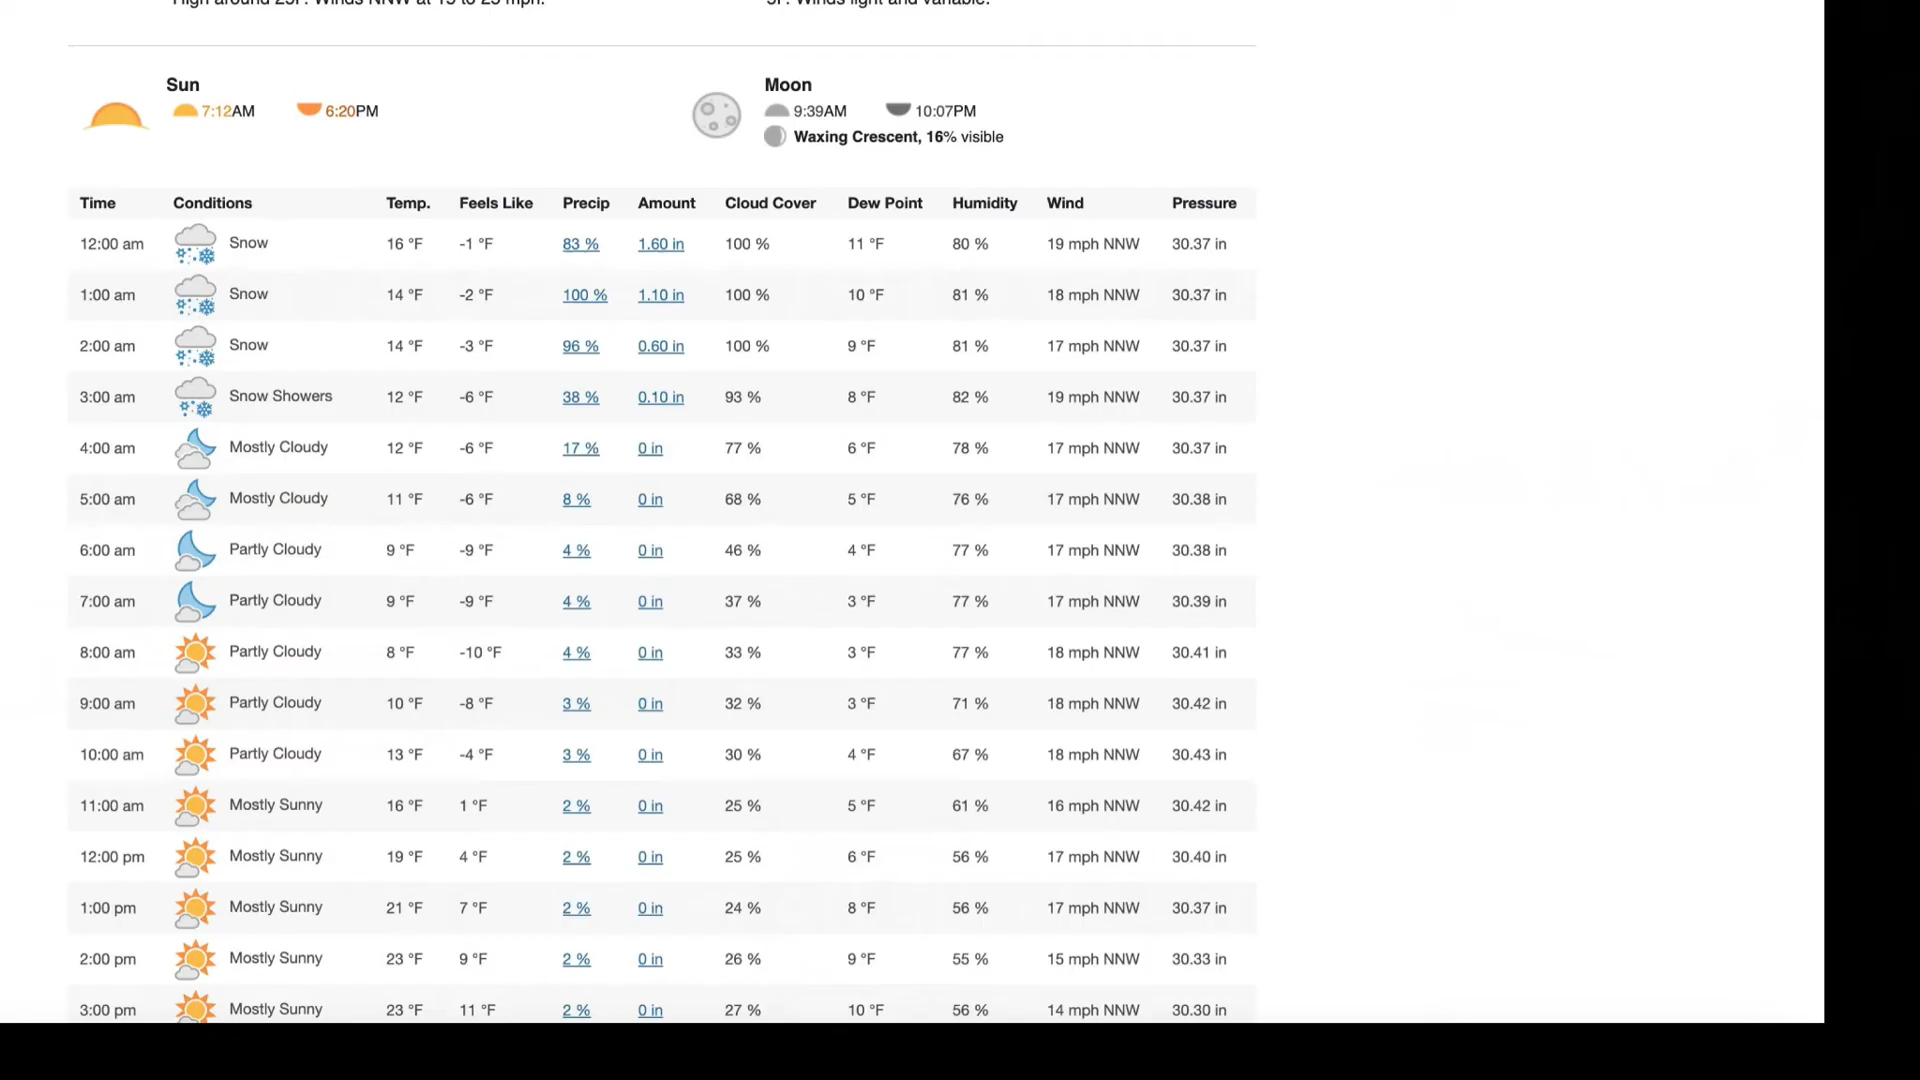 High around 25F. Winds NNW at 15 to 25 mph.
5F. Winds light and variable.
Sun
7:12AM 6:20PM
Moon
9:39AM 10:07PM
Waxing Crescent, 16% visible
Time Conditions Temp. Feels Like Precip Amount Cloud Cover Dew Point Humidity Wind Pressure
12:00 am Snow 16 °F -1 °F 83 % 1.60 in 100 % 11 °F 80 % 19 mph NNW 30.37 in
1:00 am Snow 14 °F -2 °F 100 % 1.10 in 100 % 10 °F 81 % 18 mph NNW 30.37 in
2:00 am Snow 14 °F -3 °F 96 % 0.60 in 100 % 9 °F 81 % 17 mph NNW 30.37 in
3:00 am Snow Showers 12 °F -6 °F 38 % 0.10 in 93 % 8 °F 82 % 19 mph NNW 30.37 in
4:00 am Mostly Cloudy 12 °F -6 °F 17 % 0 in 77 % 6 °F 78 % 17 mph NNW 30.37 in
5:00 am Mostly Cloudy 11 °F -6 °F 8 % 0 in 68 % 5 °F 76 % 17 mph NNW 30.38 in
6:00 am Partly Cloudy 9 °F -9 °F 4 % 0 in 46 % 4 °F 77 % 17 mph NNW 30.38 in
7:00 am Partly Cloudy 9 °F -9 °F 4 % 0 in 37 % 3 °F 77 % 17 mph NNW 30.39 in
8:00 am Partly Cloudy 8 °F -10 °F 4 % 0 in 33 % 3 °F 77 % 18 mph NNW 30.41 in
9:00 am Partly Cloudy 10 °F -8 °F 3 % 0 in 32 % 3 °F 71 % 18 mph NNW 30.42 in
10:00 am Partly Cloudy 13 °F -4 °F 3 % 0 in 30 % 4 °F 67 % 18 mph NNW 30.43 in
11:00 am Mostly Sunny 16 °F 1 °F 2 % 0 in 25 % 5 °F 61 % 16 mph NNW 30.42 in
12:00 pm Mostly Sunny 19 °F 4 °F 2 % 0 in 25 % 6 °F 56 % 17 mph NNW 30.40 in
1:00 pm Mostly Sunny 21 °F 7 °F 2 % 0 in 24 % 8 °F 56 % 17 mph NNW 30.37 in
2:00 pm Mostly Sunny 23 °F 9 °F 2 % 0 in 26 % 9 °F 55 % 15 mph NNW 30.33 in
3:00 pm Mostly Sunny 23 °F 11 °F 2 % 0 in 27 % 10 °F 56 % 14 mph NNW 30.30 in